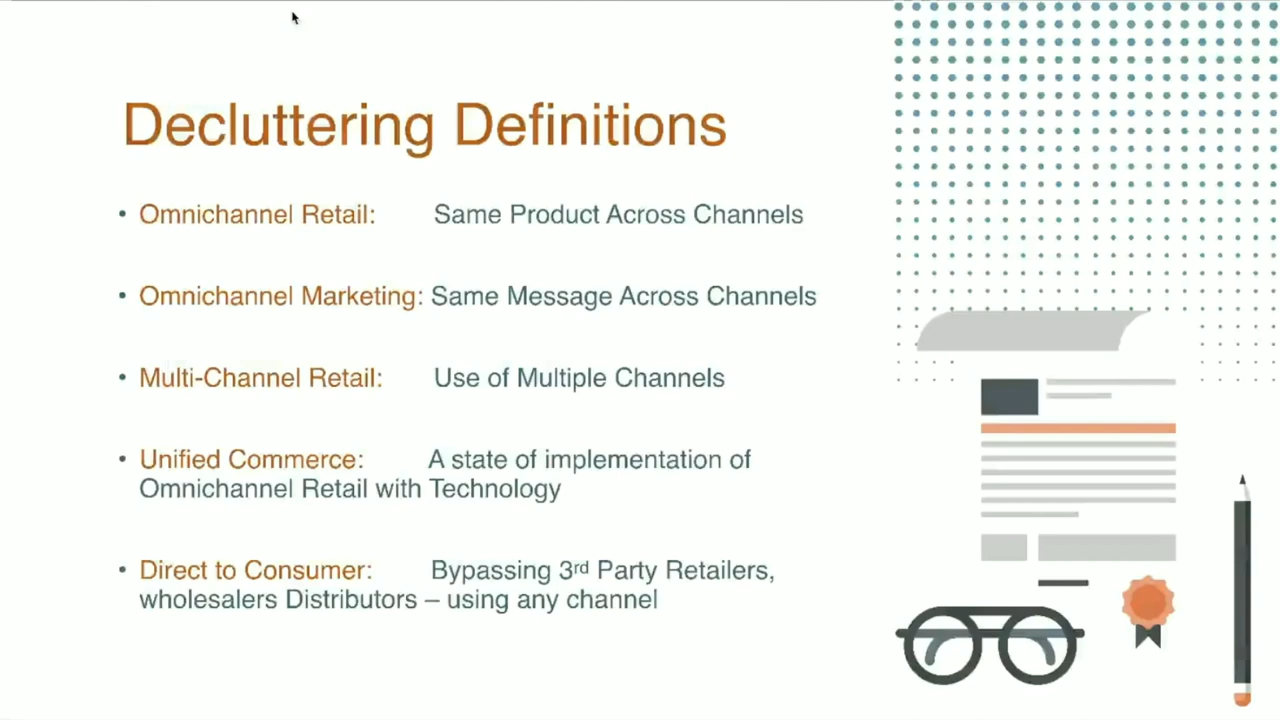 Decluttering Definitions
• Omnichannel Retail: Same Product Across Channels
• Omnichannel Marketing: Same Message Across Channels
• Multi-Channel Retail: Use of Multiple Channels
• Unified Commerce: A state of implementation of
Omnichannel Retail with Technology
• Direct to Consumer: Bypassing 3rd Party Retailers,
wholesalers Distributors – using any channel